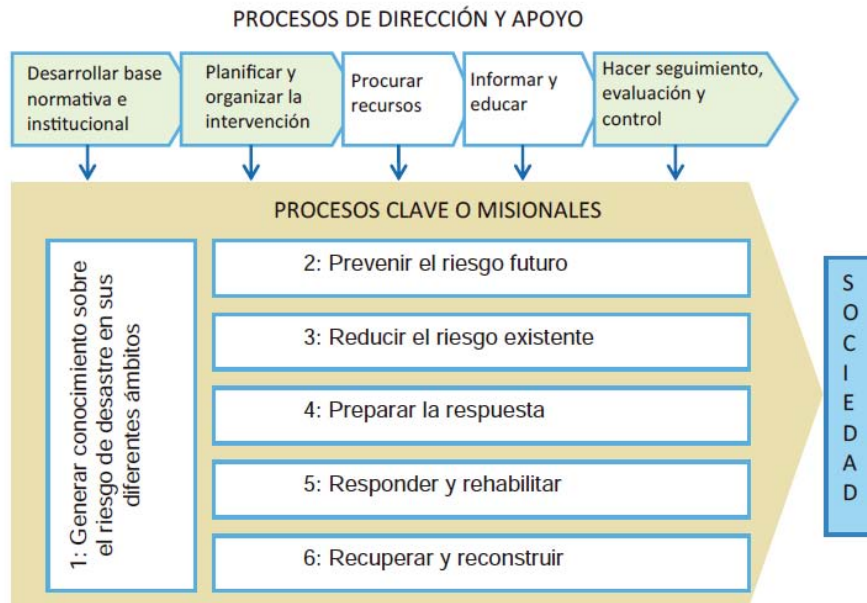 PROCESOS DE DIRECCIÓN Y APOYO
Desarrollar base
normativa e
institucional
Planificar y
organizar la
intervención
Procurar
recursos
Informar y
educar
Hacer seguimiento,
evaluación y
control
PROCESOS CLAVE O MISIONALES
1: Generar conocimiento sobre
el riesgo de desastre en sus
diferentes ámbitos
2: Prevenir el riesgo futuro
3: Reducir el riesgo existente
4: Preparar la respuesta
5: Responder y rehabilitar
6: Recuperar y reconstruir
SOCIEDAD